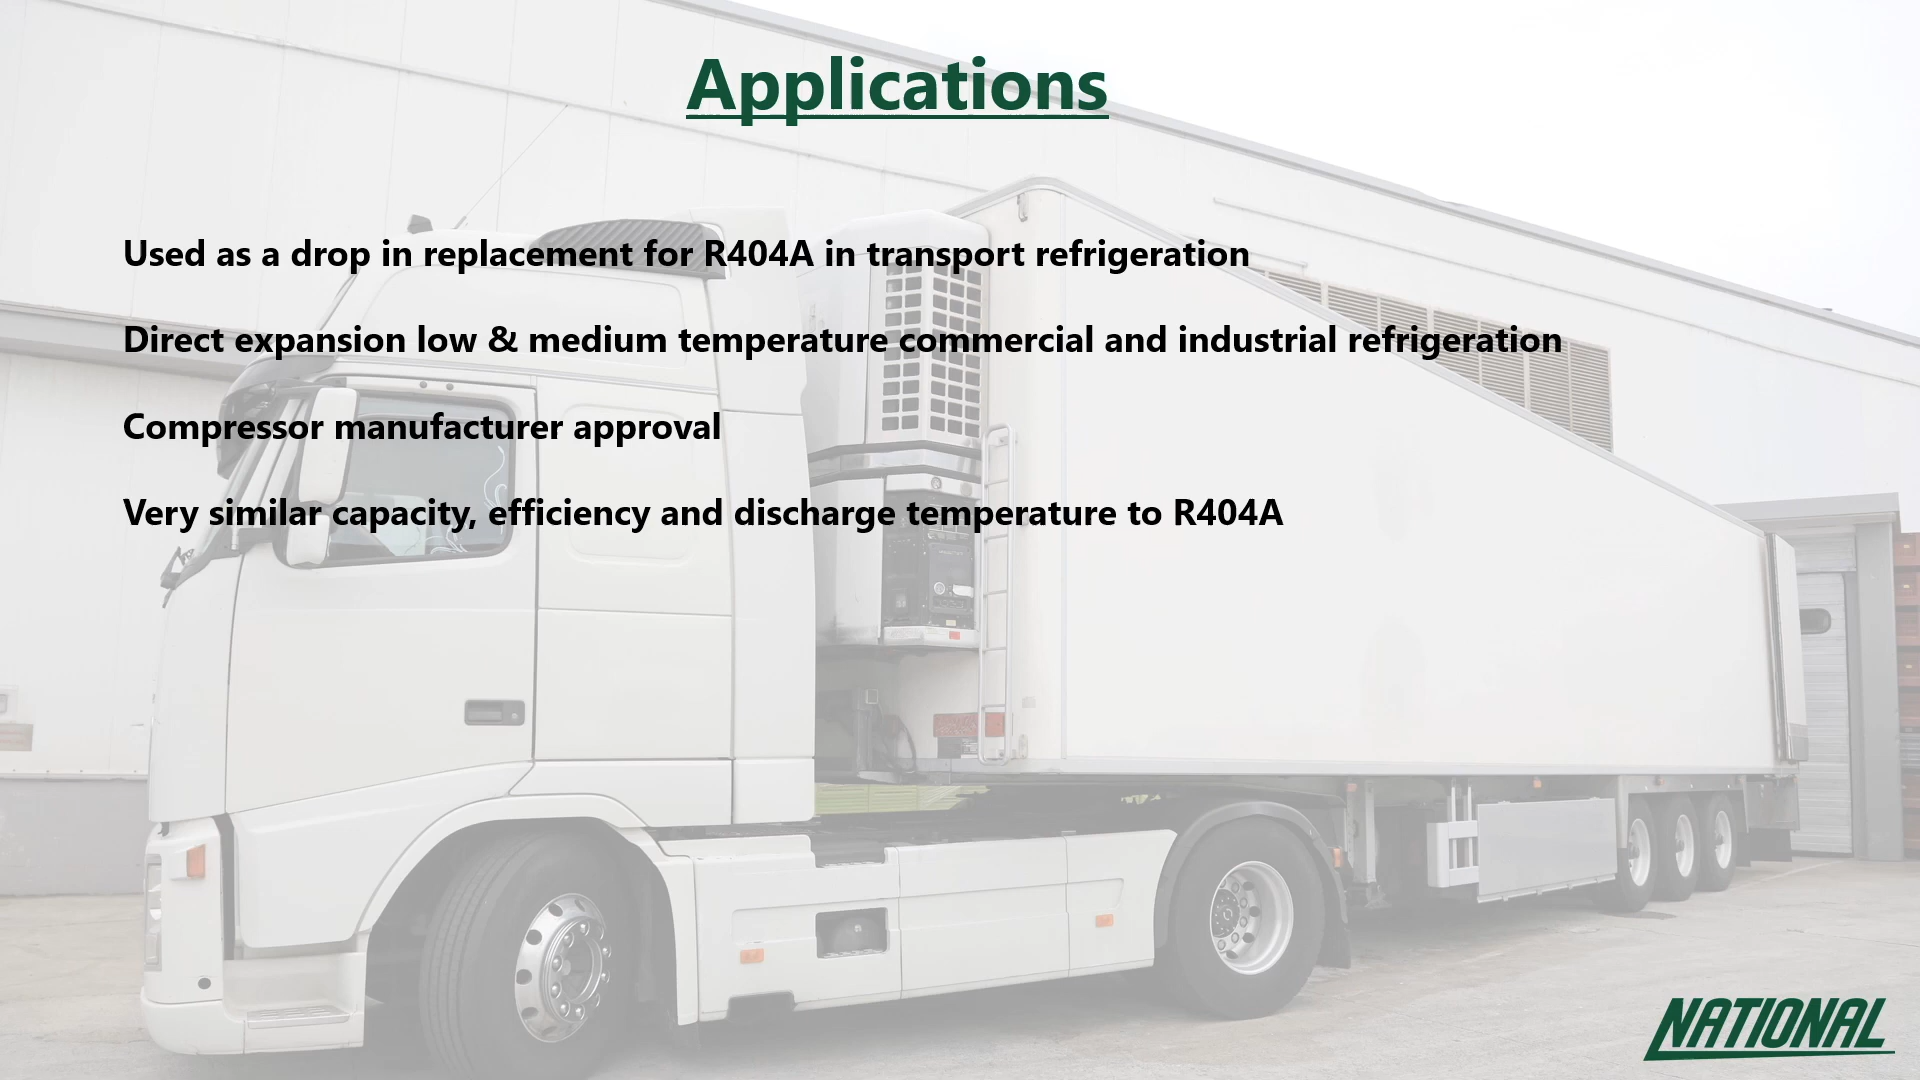 Applications
Used as a drop in replacement for R404A in transport refrigeration
Direct expansion low & medium temperature commercial and industrial refrigeration
Compressor manufacturer approval
Very similar capacity, efficiency and discharge temperature to R404A
NATIONAL